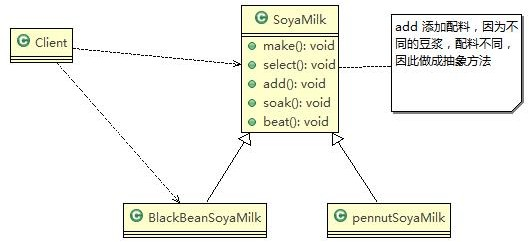 C SoyaMilk
make(): void
select(): void
add(): void
soak(): void
beat(): void
C Client
add 添加配料，因为不
同的豆浆，配料不同，
因此做成抽象方法
C BlackBeanSoyaMilk
C pennutSoyaMilk